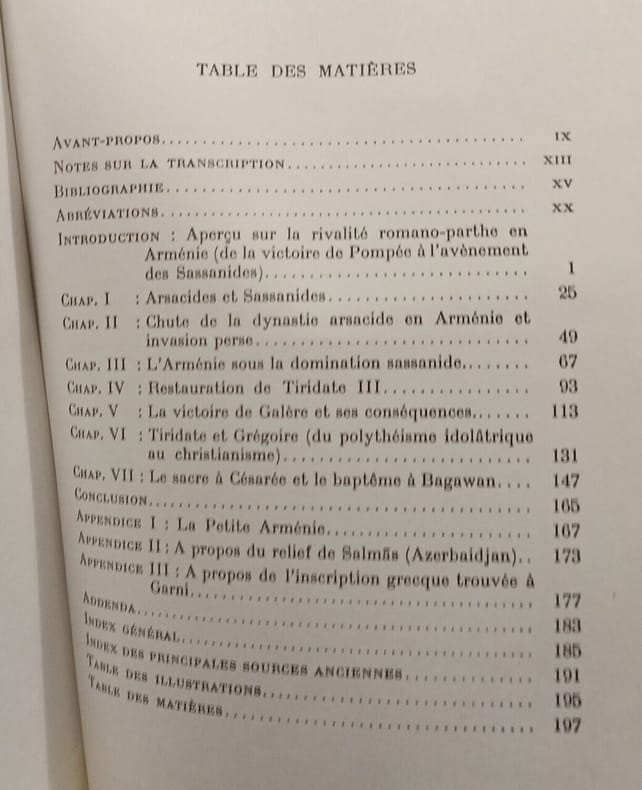 TABLE DES MATIÈRES
AVANT-PROPOS........................................ IX
NOTES SUR LA TRANSCRIPTION.............................. XIII
BIBLIOGRAPHIE........................................ XV
ABRÉVIATIONS........................................ XX
INTRODUCTION : Aperçu sur la rivalité romano-parthe en
Arménie (de la victoire de Pompée à l'avènement
des Sassanides).............................. 1
CHAP. I : Arsacides et Sassanides....................... 25
CHAP. II : Chute de la dynastie arsacide en Arménie et
invasion perse............................... 49
CHAP. III : L'Arménie sous la domination sassanide........ 67
CHAP. IV : Restauration de Tiridate III................. 93
CHAP. V : La victoire de Galère et ses conséquences....... 113
CHAP. VI : Tiridate et Grégoire (du polythéisme idolâtrique
au christianisme)............................ 131
CHAP. VII : Le sacre à Césarée et le baptême à Bagawan.... 147
CONCLUSION........................................ 165
APPENDICE I : La Petite Arménie........................ 167
APPENDICE II : A propos du relief de Salmās (Azerbaidjan).. 173
APPENDICE III : A propos de l'inscription grecque trouvée à
Garni........................................ 177
ADDENDA........................................ 183
INDEX GÉNÉRAL........................................ 185
INDEX DES PRINCIPALES SOURCES ANCIENNES................. 191
TABLE DES ILLUSTRATIONS.............................. 195
TABLE DES MATIÈRES................................... 197